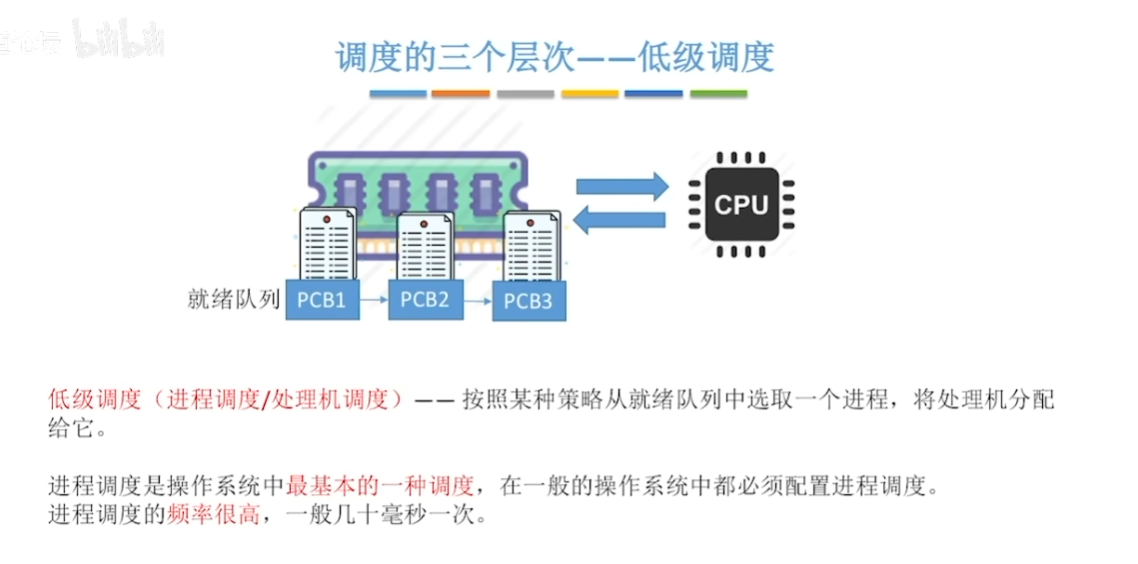 bilibili
调度的三个层次——低级调度
CPU
就绪队列 PCB1 PCB2 PCB3
低级调度（进程调度/处理机调度）—— 按照某种策略从就绪队列中选取一个进程，将处理机分配
给它。
进程调度是操作系统中最基本的一种调度，在一般的操作系统中都必须配置进程调度。
进程调度的频率很高，一般几十毫秒一次。